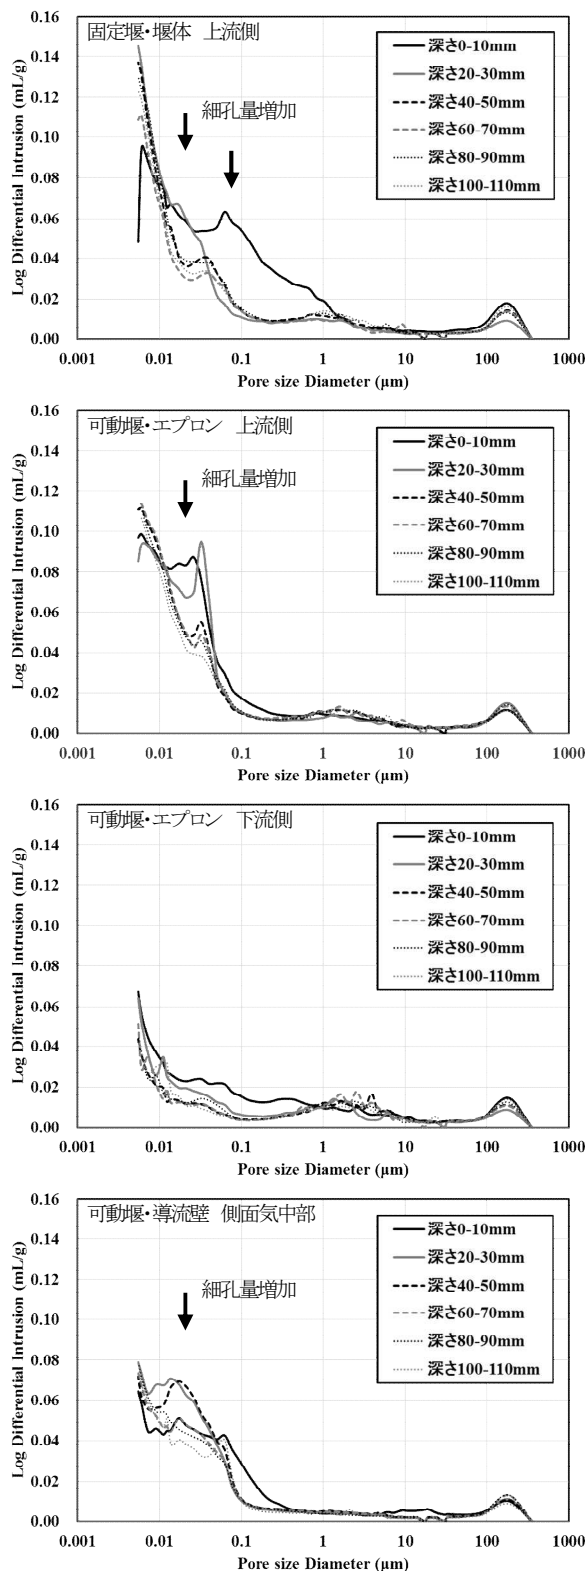 固定堰・堰体 上流側
細孔量増加
深さ0-10mm
深さ20-30mm
深さ40-50mm
深さ60-70mm
深さ80-90mm
深さ100-110mm
Log Differential Intrusion (mL/g)
0.16
0.14
0.12
0.10
0.08
0.06
0.04
0.02
0.00
0.001 0.01 0.1 1 10 100 1000
Pore size Diameter (µm)
可動堰・エプロン 上流側
細孔量増加
深さ0-10mm
深さ20-30mm
深さ40-50mm
深さ60-70mm
深さ80-90mm
深さ100-110mm
Log Differential Intrusion (mL/g)
0.16
0.14
0.12
0.10
0.08
0.06
0.04
0.02
0.00
0.001 0.01 0.1 1 10 100 1000
Pore size Diameter (µm)
可動堰・エプロン 下流側
深さ0-10mm
深さ20-30mm
深さ40-50mm
深さ60-70mm
深さ80-90mm
深さ100-110mm
Log Differential Intrusion (mL/g)
0.16
0.14
0.12
0.10
0.08
0.06
0.04
0.02
0.00
0.001 0.01 0.1 1 10 100 1000
Pore size Diameter (µm)
可動堰・導流壁 側面気中部
細孔量増加
深さ0-10mm
深さ20-30mm
深さ40-50mm
深さ60-70mm
深さ80-90mm
深さ100-110mm
Log Differential Intrusion (mL/g)
0.16
0.14
0.12
0.10
0.08
0.06
0.04
0.02
0.00
0.001 0.01 0.1 1 10 100 1000
Pore size Diameter (µm)